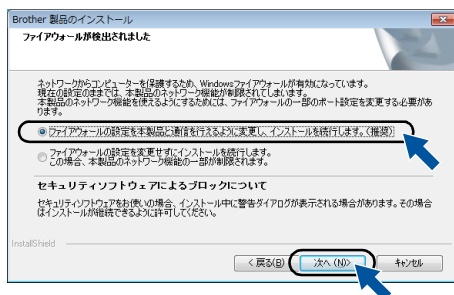 Brother 製品のインストール
ファイアウォールが検出されました
ネットワークからコンピューターを保護するため、Windowsファイアウォールが有効になっています。
現在の設定のままでは、本製品のネットワーク機能が制限されてしまいます。
本製品のネットワーク機能を使えるようにするためには、ファイアウォールの一部のポート設定を変更する必要があ
ります。
ファイアウォールの設定を本製品と通信を行えるように変更し、インストールを続行します。(推奨)
ファイアウォールの設定を変更せずにインストールを続行します。
この場合、本製品のネットワーク機能の一部が制限されます。
セキュリティソフトウェアによるブロックについて
セキュリティソフトウェアをお使いの場合、インストール中に警告ダイアログが表示される場合があります。その場合
はインストールが継続できるように許可してください。
InstallShield
< 戻る(B)
次へ (N)>
キャンセル